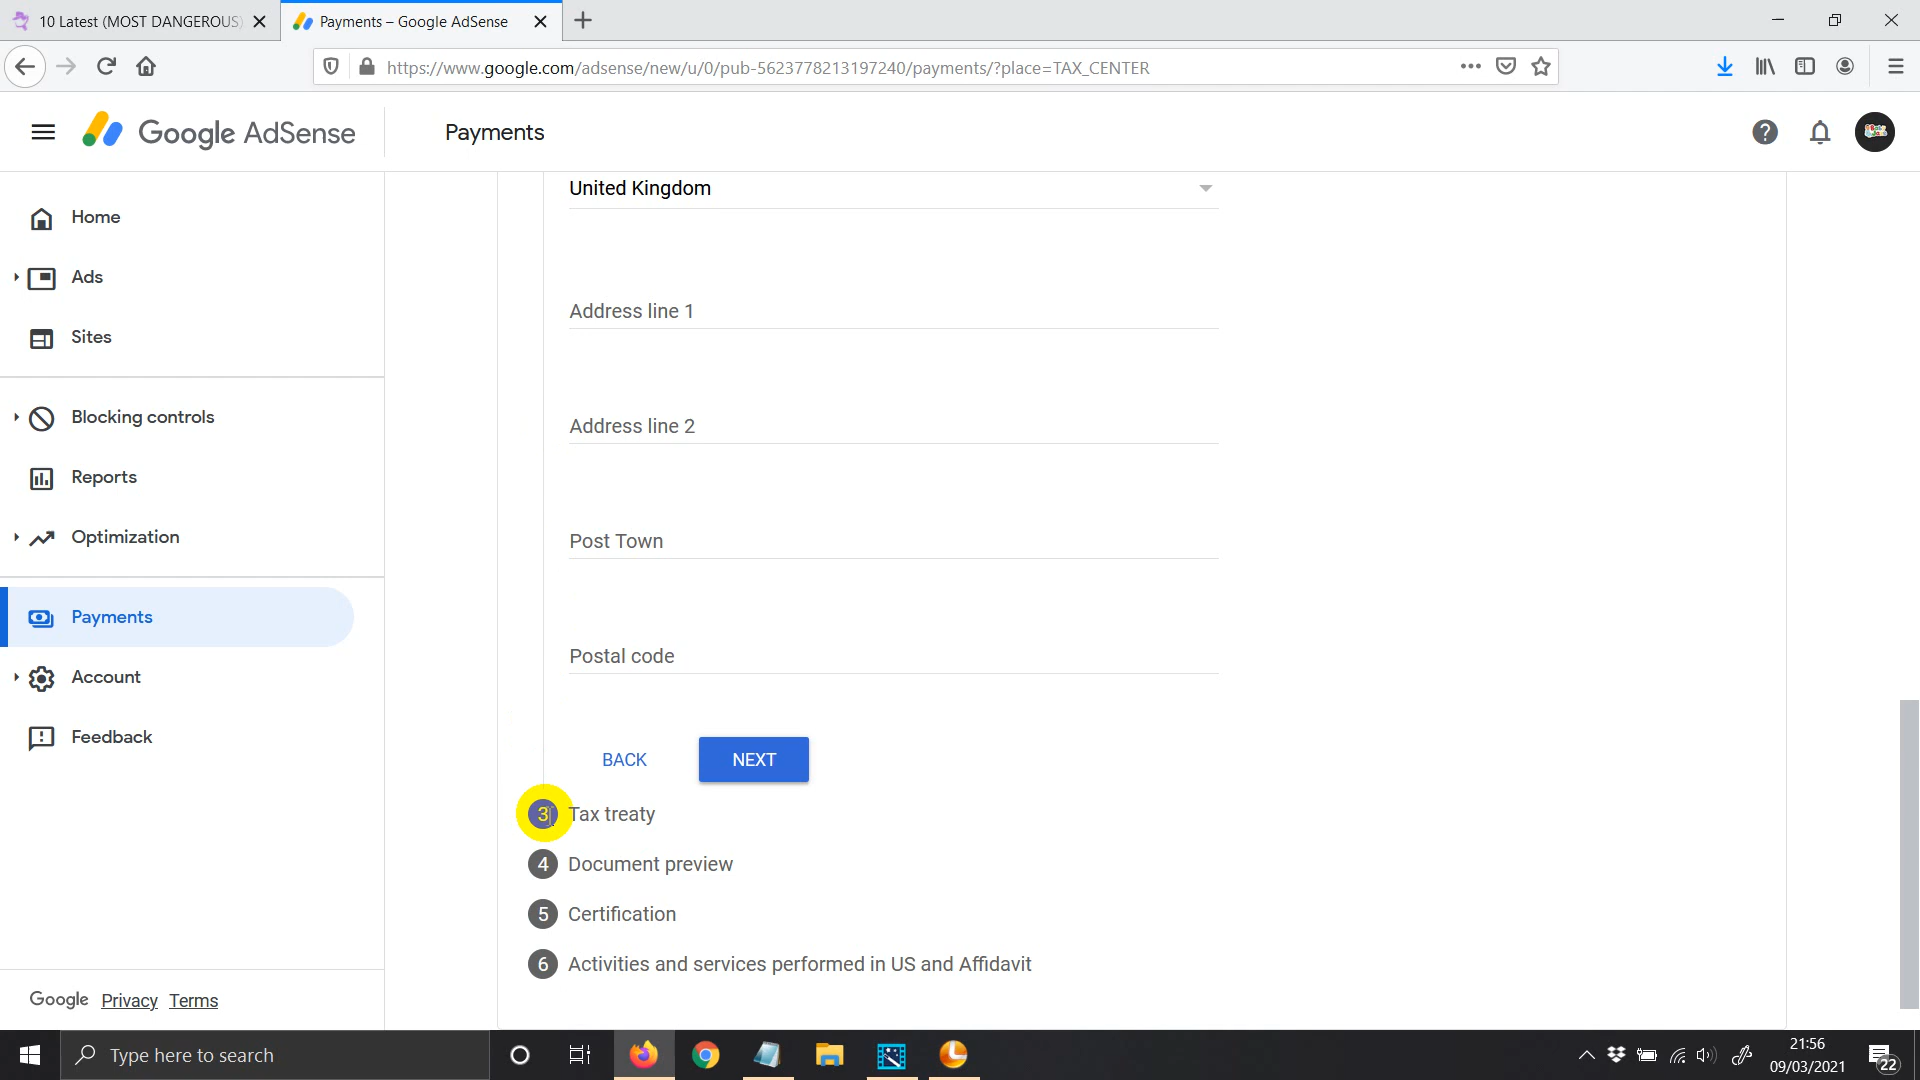 10 Latest (MOST DANGEROUS)
Payments – Google AdSense
https://www.google.com/adsense/new/u/0/pub-5623778213197240/payments/?place=TAX_CENTER
Google AdSense
Payments
Home
Ads
Sites
Blocking controls
Reports
Optimization
Payments
Account
Feedback
Google Privacy Terms
United Kingdom
Address line 1
Address line 2
Post Town
Postal code
BACK NEXT
3 Tax treaty
4 Document preview
5 Certification
6 Activities and services performed in US and Affidavit
Type here to search
21:56
09/03/2021
22